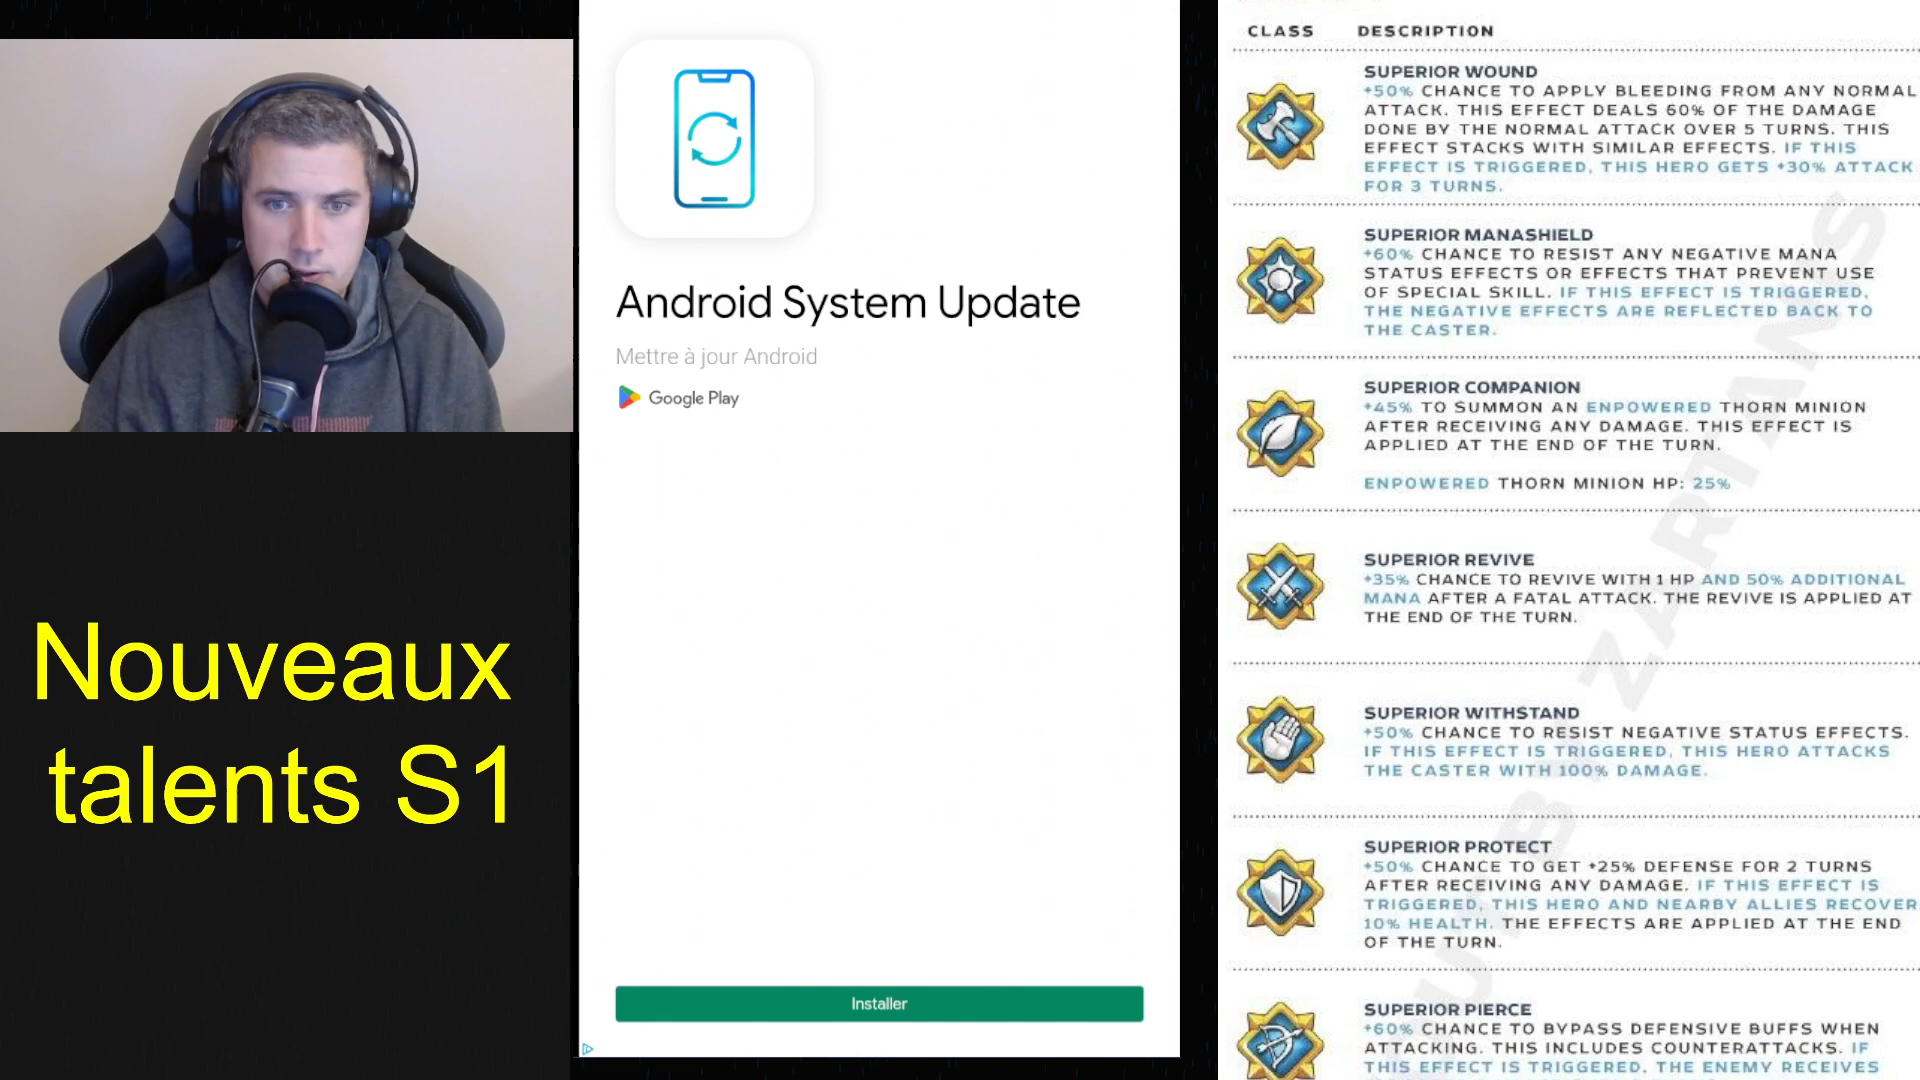 Nouveaux
talents S1
Android System Update
Mettre à jour Android
Google Play
Installer
CLASS DESCRIPTION
SUPERIOR WOUND
+50% CHANCE TO APPLY BLEEDING FROM ANY NORMAL
ATTACK. THIS EFFECT DEALS 60% OF THE DAMAGE
DONE BY THE NORMAL ATTACK OVER 5 TURNS. THIS
EFFECT STACKS WITH SIMILAR EFFECTS. IF THIS
EFFECT IS TRIGGERED, THIS HERO GETS +30% ATTACK
FOR 3 TURNS.
SUPERIOR MANASHIELD
+60% CHANCE TO RESIST ANY NEGATIVE MANA
STATUS EFFECTS OR EFFECTS THAT PREVENT USE
OF SPECIAL SKILL. IF THIS EFFECT IS TRIGGERED,
THE NEGATIVE EFFECTS ARE REFLECTED BACK TO
THE CASTER.
SUPERIOR COMPANION
+45% TO SUMMON AN ENPOWERED THORN MINION
AFTER RECEIVING ANY DAMAGE. THIS EFFECT IS
APPLIED AT THE END OF THE TURN.
ENPOWERED THORN MINION HP: 25%
SUPERIOR REVIVE
+35% CHANCE TO REVIVE WITH 1 HP AND 50% ADDITIONAL
MANA AFTER A FATAL ATTACK. THE REVIVE IS APPLIED AT
THE END OF THE TURN.
SUPERIOR WITHSTAND
+50% CHANCE TO RESIST NEGATIVE STATUS EFFECTS.
IF THIS EFFECT IS TRIGGERED, THIS HERO ATTACKS
THE CASTER WITH 100% DAMAGE.
SUPERIOR PROTECT
+50% CHANCE TO GET +25% DEFENSE FOR 2 TURNS
AFTER RECEIVING ANY DAMAGE. IF THIS EFFECT IS
TRIGGERED, THIS HERO AND NEARBY ALLIES RECOVER
10% HEALTH. THE EFFECTS ARE APPLIED AT THE END
OF THE TURN.
SUPERIOR PIERCE
+60% CHANCE TO BYPASS DEFENSIVE BUFFS WHEN
ATTACKING. THIS INCLUDES COUNTERATTACKS. IF
THIS EFFECT IS TRIGGERED, THE ENEMY RECEIVES